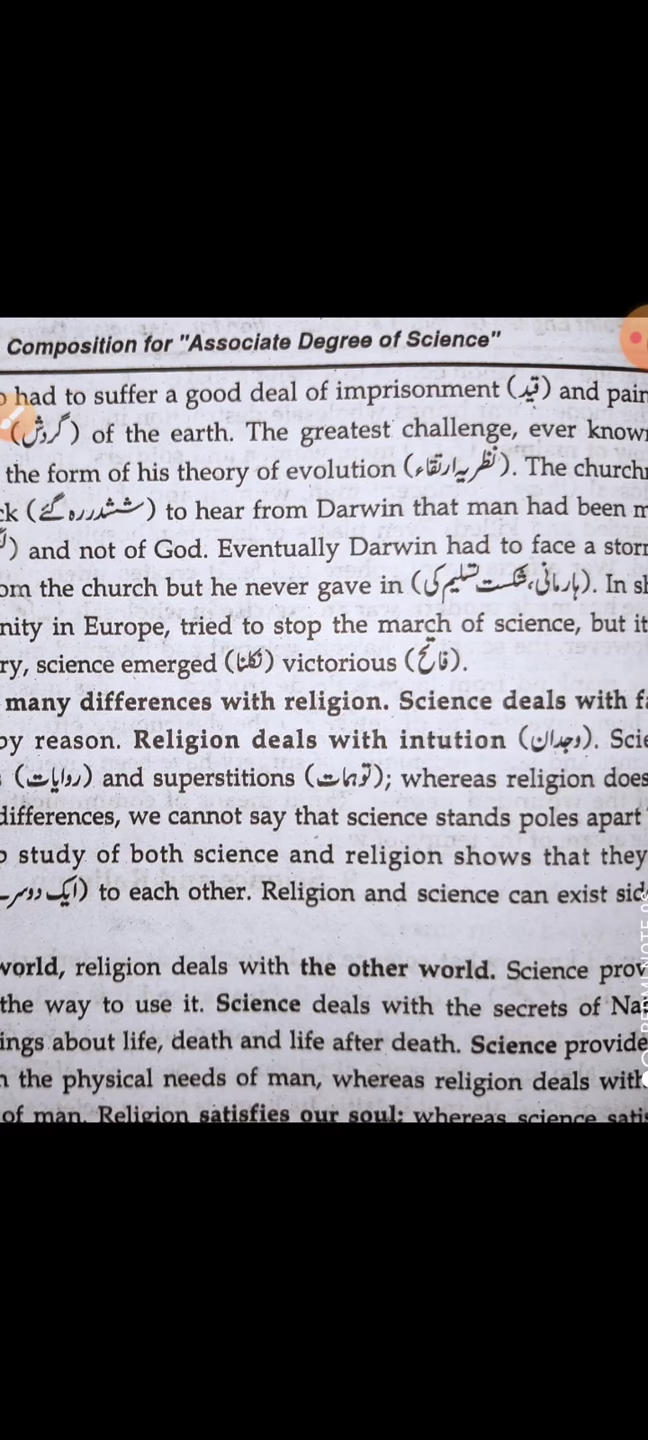 Composition for "Associate Degree of Science"
had to suffer a good deal of imprisonment (قید) and pain
(گردش) of the earth. The greatest challenge, ever known
the form of his theory of evolution (نظریہ ارتقاء). The church
ck (ششدر رہ گئے) to hear from Darwin that man had been m
) and not of God. Eventually Darwin had to face a storm
om the church but he never gave in (ہار مانی، شکست تسلیم کی). In sh
nity in Europe, tried to stop the march of science, but it
ry, science emerged (نکلنا) victorious (فاتح).
many differences with religion. Science deals with fa
by reason. Religion deals with intution (وجدان). Scie
(روایات) and superstitions (توہمات); whereas religion does
differences, we cannot say that science stands poles apart
study of both science and religion shows that they
ایک دوسرے) to each other. Religion and science can exist sid
world, religion deals with the other world. Science prov
the way to use it. Science deals with the secrets of Na
ings about life, death and life after death. Science provide
n the physical needs of man, whereas religion deals with
of man. Religion satisfies our soul; whereas science satis